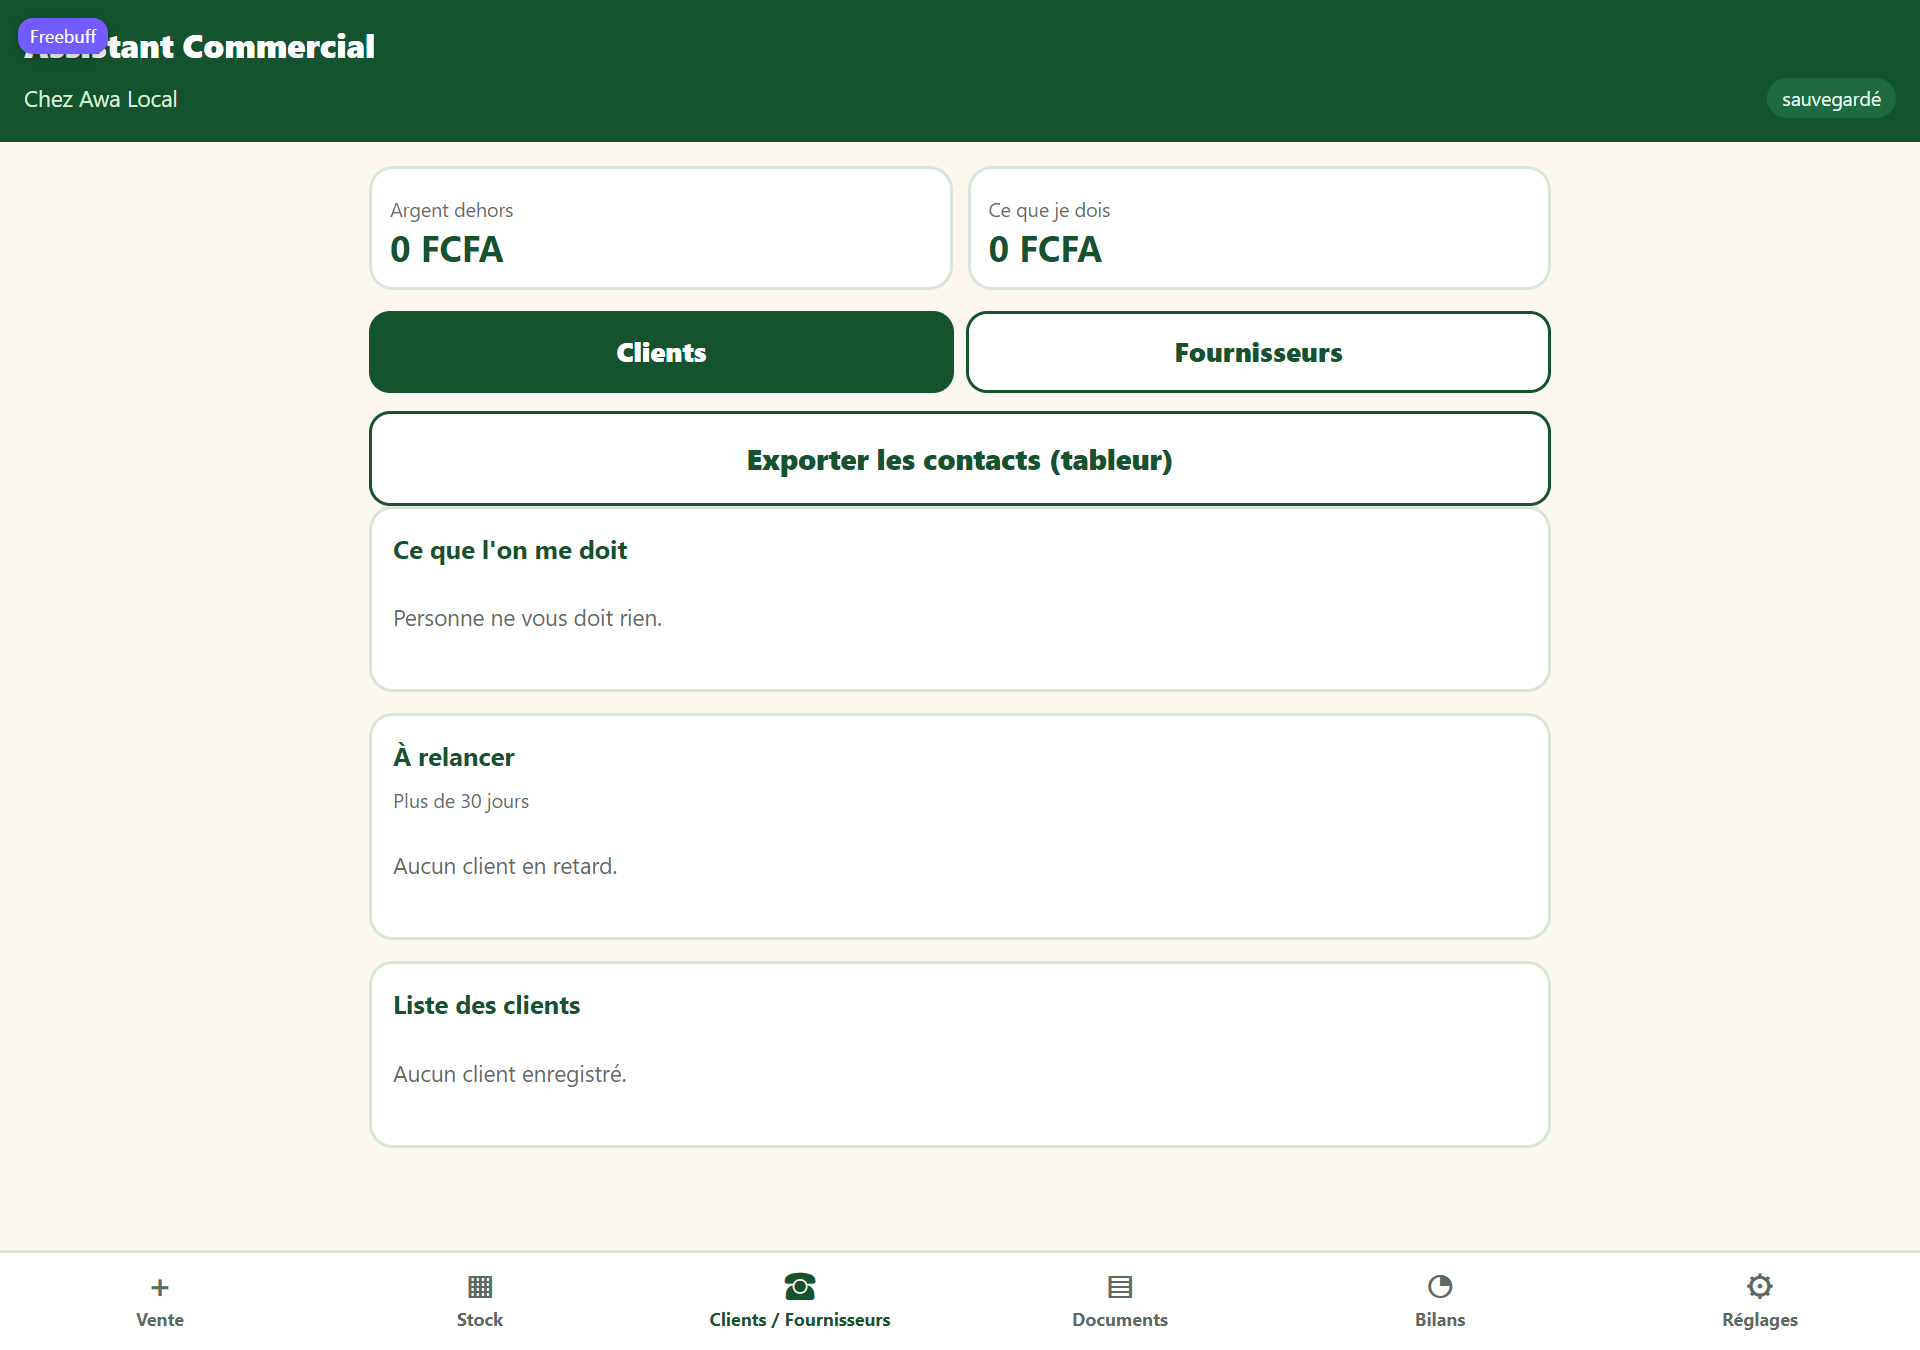 Freebuff
tant Commercial
Chez Awa Local
sauvegardé
Argent dehors
0 FCFA
Ce que je dois
0 FCFA
Clients
Fournisseurs
Exporter les contacts (tableur)
Ce que l'on me doit
Personne ne vous doit rien.
À relancer
Plus de 30 jours
Aucun client en retard.
Liste des clients
Aucun client enregistré.
Vente
Stock
Clients / Fournisseurs
Documents
Bilans
Réglages